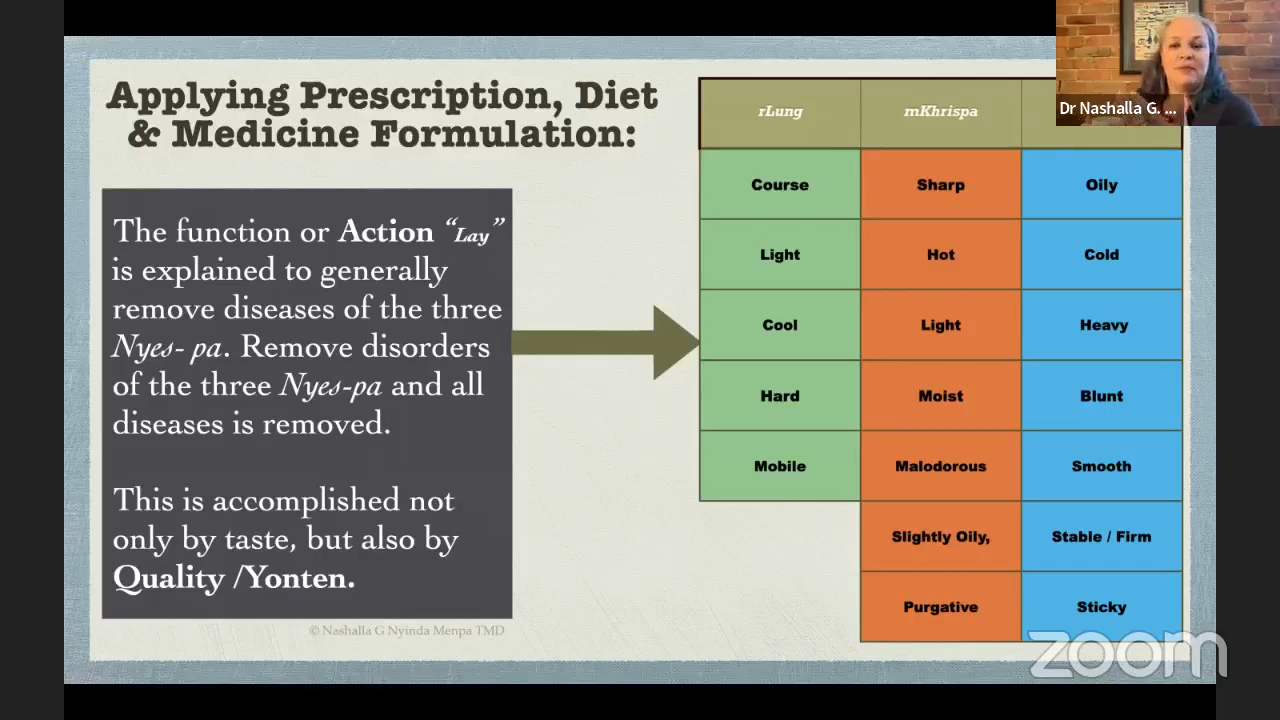 Applying Prescription, Diet
& Medicine Formulation:
The function or Action “Lay”
is explained to generally
remove diseases of the three
Nyes- pa. Remove disorders
of the three Nyes-pa and all
diseases is removed.
This is accomplished not
only by taste, but also by
Quality /Yonten.
© Nashalla G Nyinda Menpa TMD
rLung mKhrispa
Course Sharp Oily
Light Hot Cold
Cool Light Heavy
Hard Moist Blunt
Mobile Malodorous Smooth
Slightly Oily, Stable / Firm
Purgative Sticky
Dr Nashalla G. ...
zoom